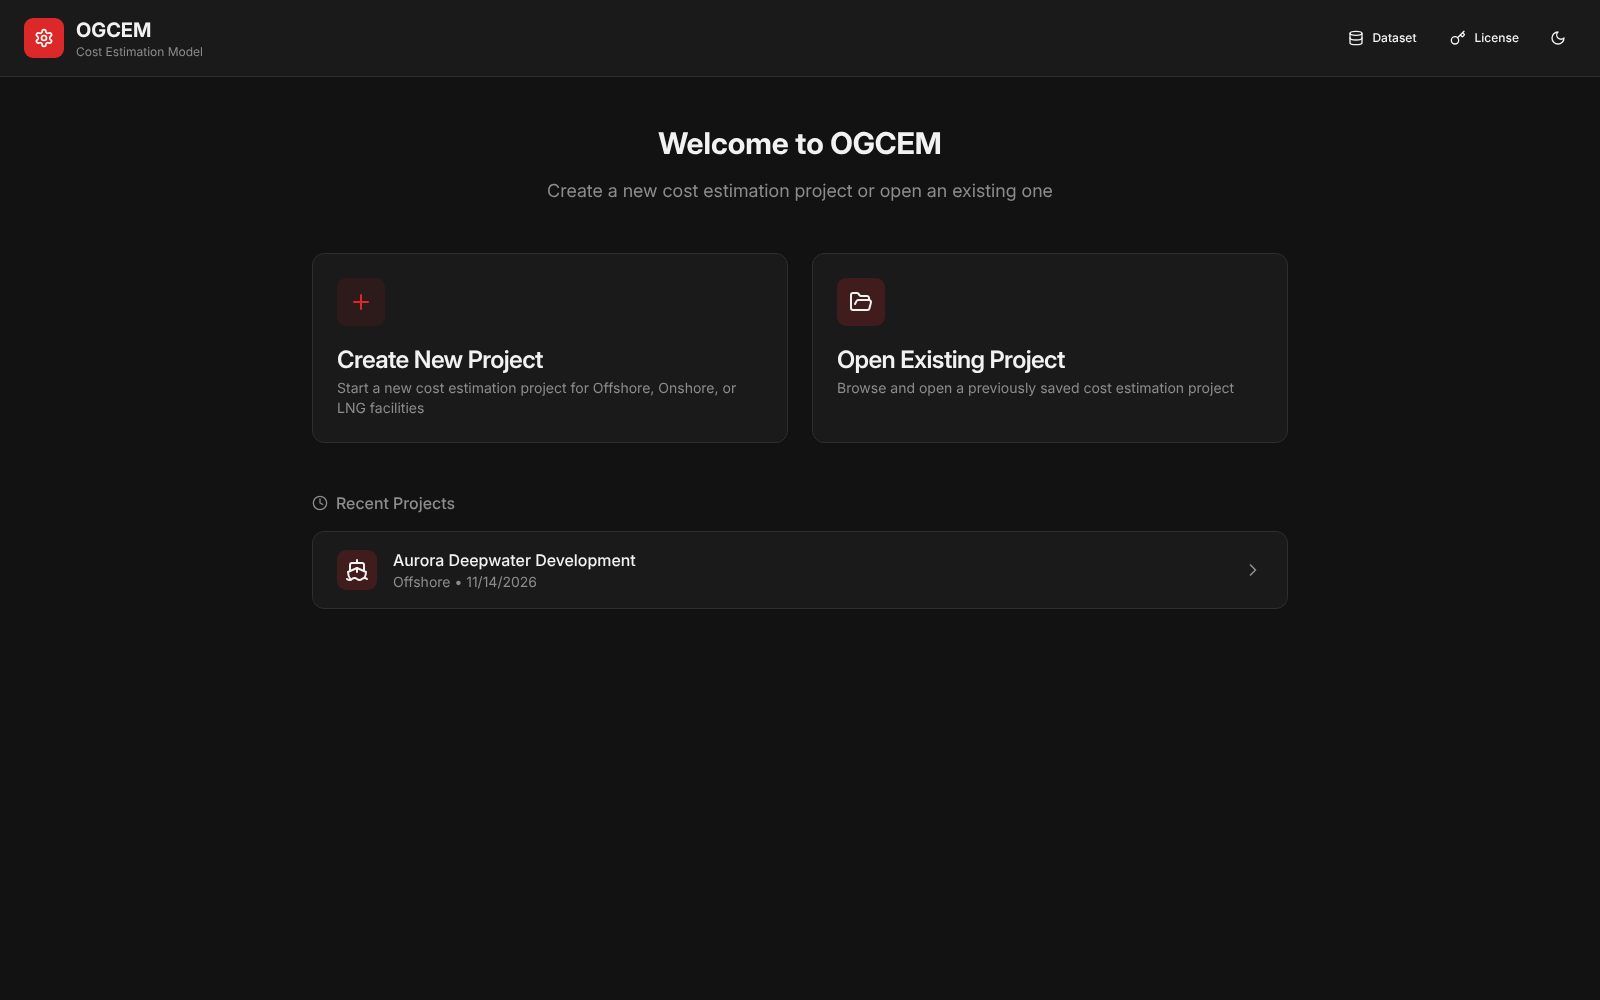 OGCEM
Cost Estimation Model
Dataset
License
Welcome to OGCEM
Create a new cost estimation project or open an existing one
Create New Project
Start a new cost estimation project for Offshore, Onshore, or
LNG facilities
Open Existing Project
Browse and open a previously saved cost estimation project
Recent Projects
Aurora Deepwater Development
Offshore • 11/14/2026